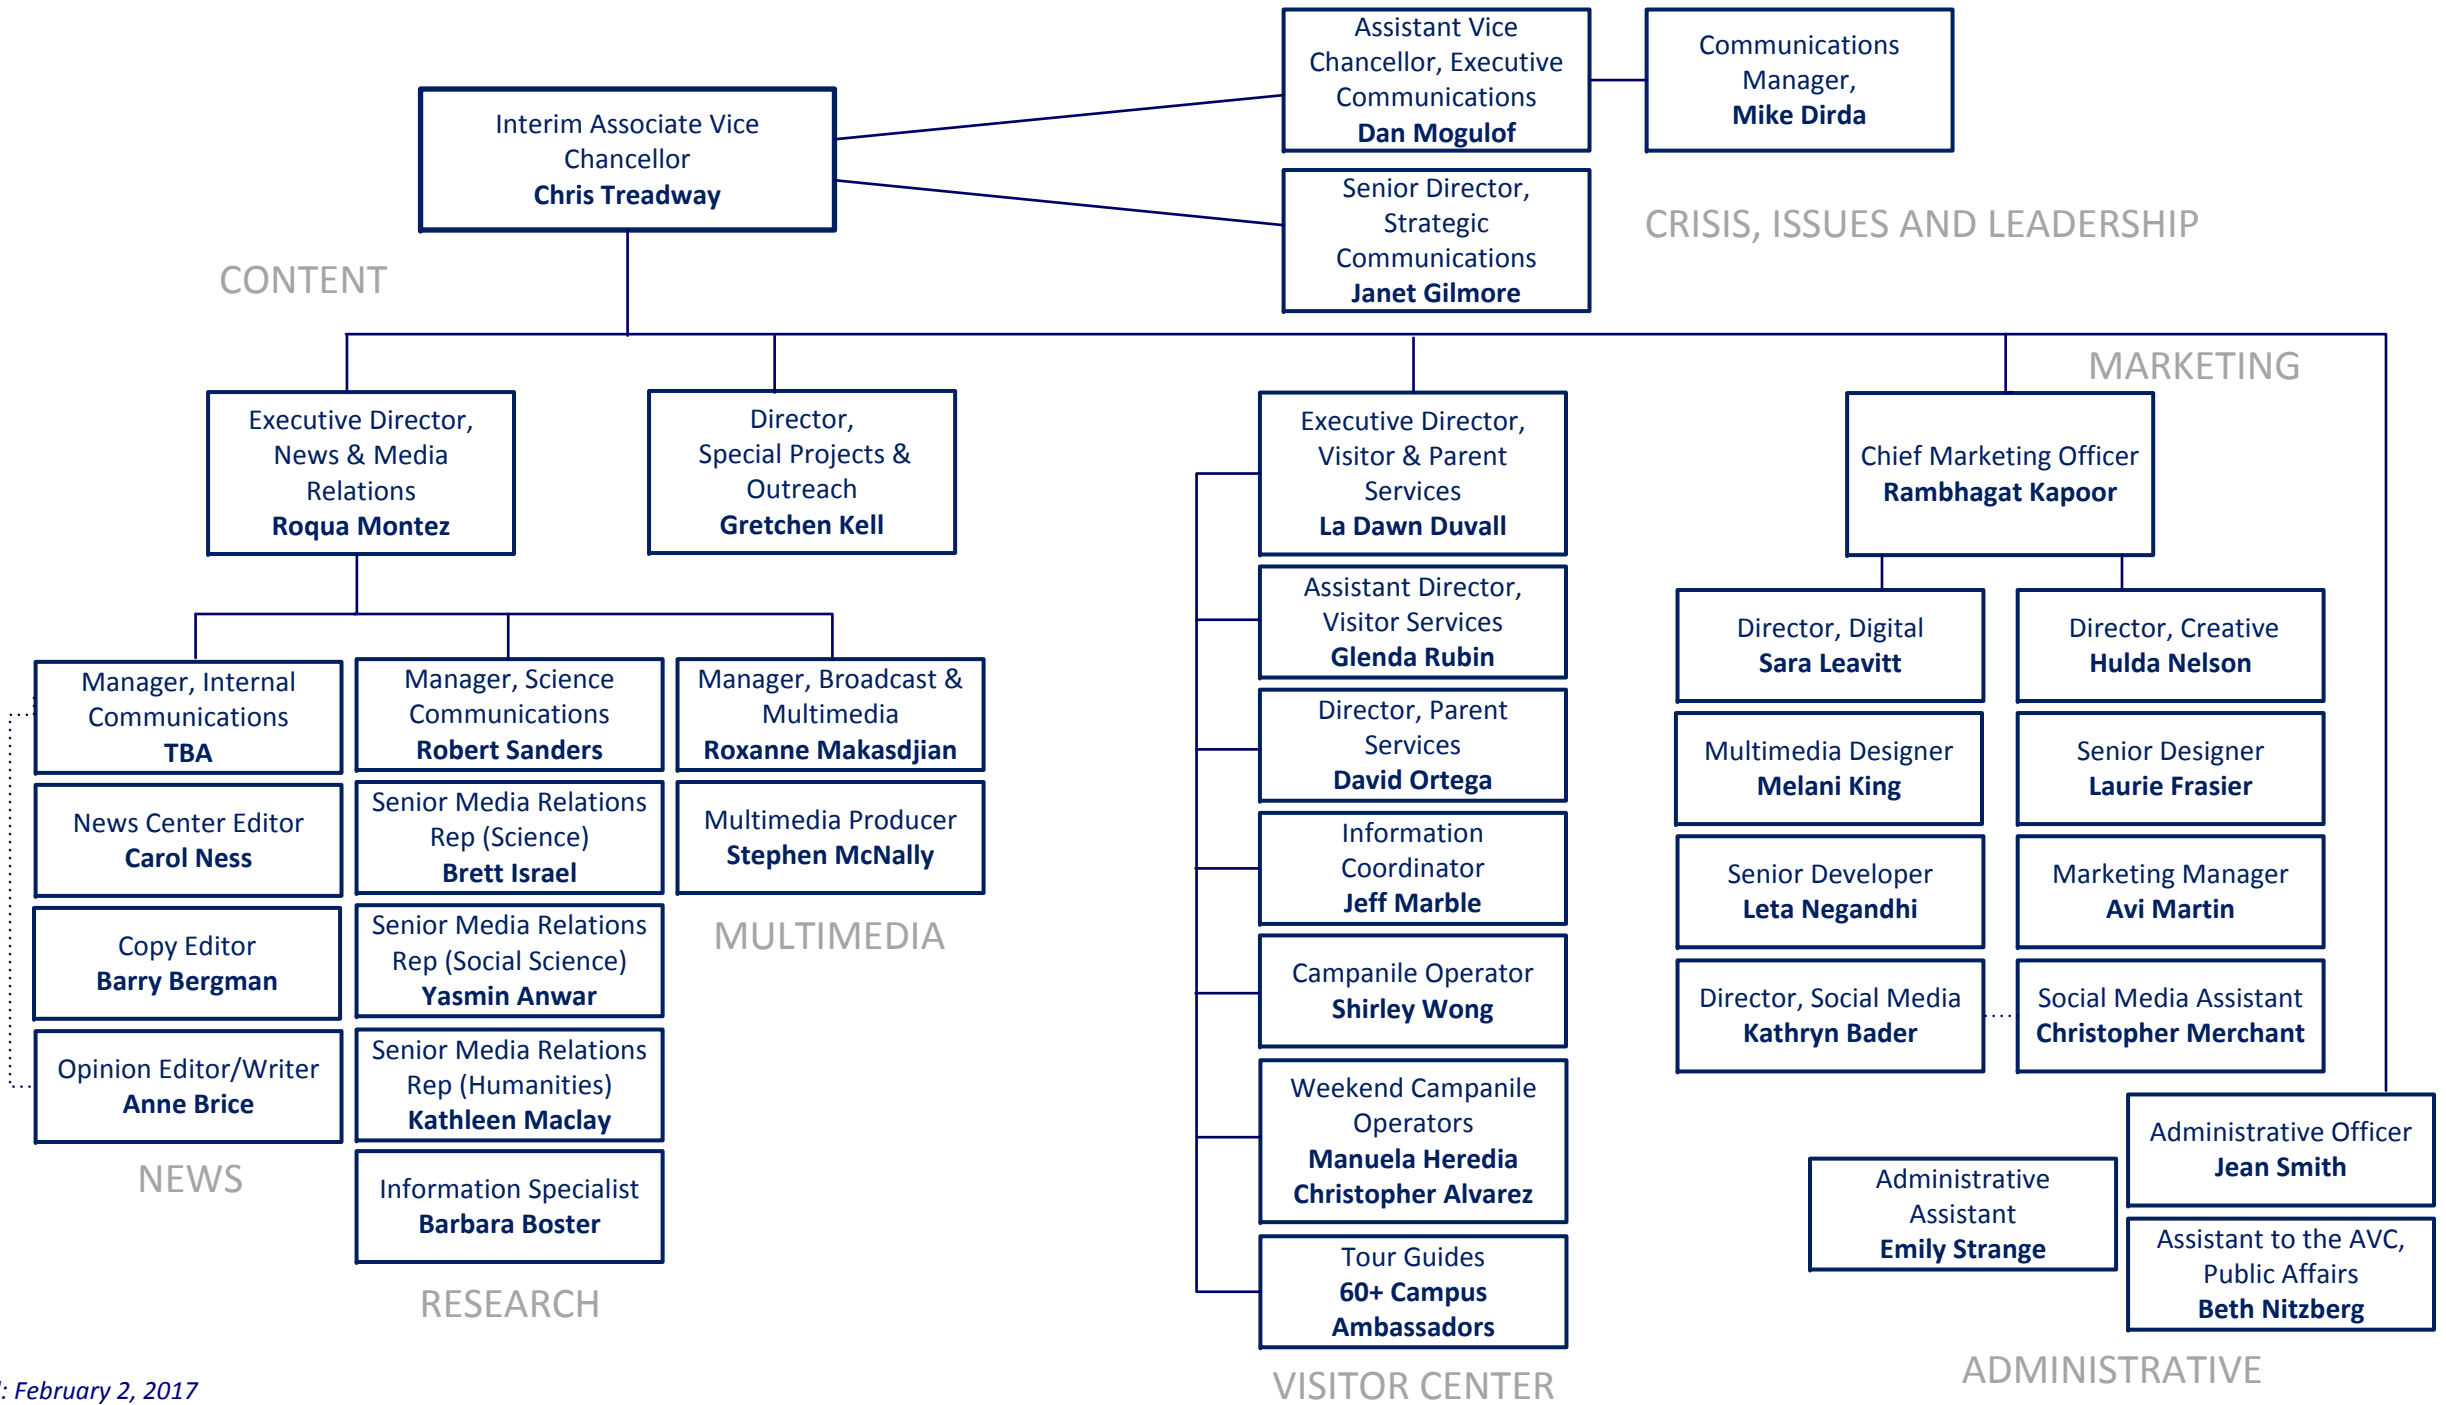 Interim Associate Vice
Chancellor
Chris Treadway
Assistant Vice
Chancellor, Executive
Communications
Dan Mogulof
Communications
Manager,
Mike Dirda
Senior Director,
Strategic
Communications
Janet Gilmore
CRISIS, ISSUES AND LEADERSHIP
CONTENT
MARKETING
Executive Director,
News & Media
Relations
Roqua Montez
Director,
Special Projects &
Outreach
Gretchen Kell
Executive Director,
Visitor & Parent
Services
La Dawn Duvall
Chief Marketing Officer
Rambhagat Kapoor
Manager, Internal
Communications
TBA
News Center Editor
Carol Ness
Copy Editor
Barry Bergman
Opinion Editor/Writer
Anne Brice
NEWS
Manager, Science
Communications
Robert Sanders
Senior Media Relations
Rep (Science)
Brett Israel
Senior Media Relations
Rep (Social Science)
Yasmin Anwar
Senior Media Relations
Rep (Humanities)
Kathleen Maclay
Information Specialist
Barbara Boster
RESEARCH
Manager, Broadcast &
Multimedia
Roxanne Makasdjian
Multimedia Producer
Stephen McNally
MULTIMEDIA
Assistant Director,
Visitor Services
Glenda Rubin
Director, Parent
Services
David Ortega
Information
Coordinator
Jeff Marble
Campanile Operator
Shirley Wong
Weekend Campanile
Operators
Manuela Heredia
Christopher Alvarez
Tour Guides
60+ Campus
Ambassadors
VISITOR CENTER
Director, Digital
Sara Leavitt
Multimedia Designer
Melani King
Senior Developer
Leta Negandhi
Director, Social Media
Kathryn Bader
Director, Creative
Hulda Nelson
Senior Designer
Laurie Frasier
Marketing Manager
Avi Martin
Social Media Assistant
Christopher Merchant
Administrative Officer
Jean Smith
Administrative
Assistant
Emily Strange
Assistant to the AVC,
Public Affairs
Beth Nitzberg
ADMINISTRATIVE
: February 2, 2017